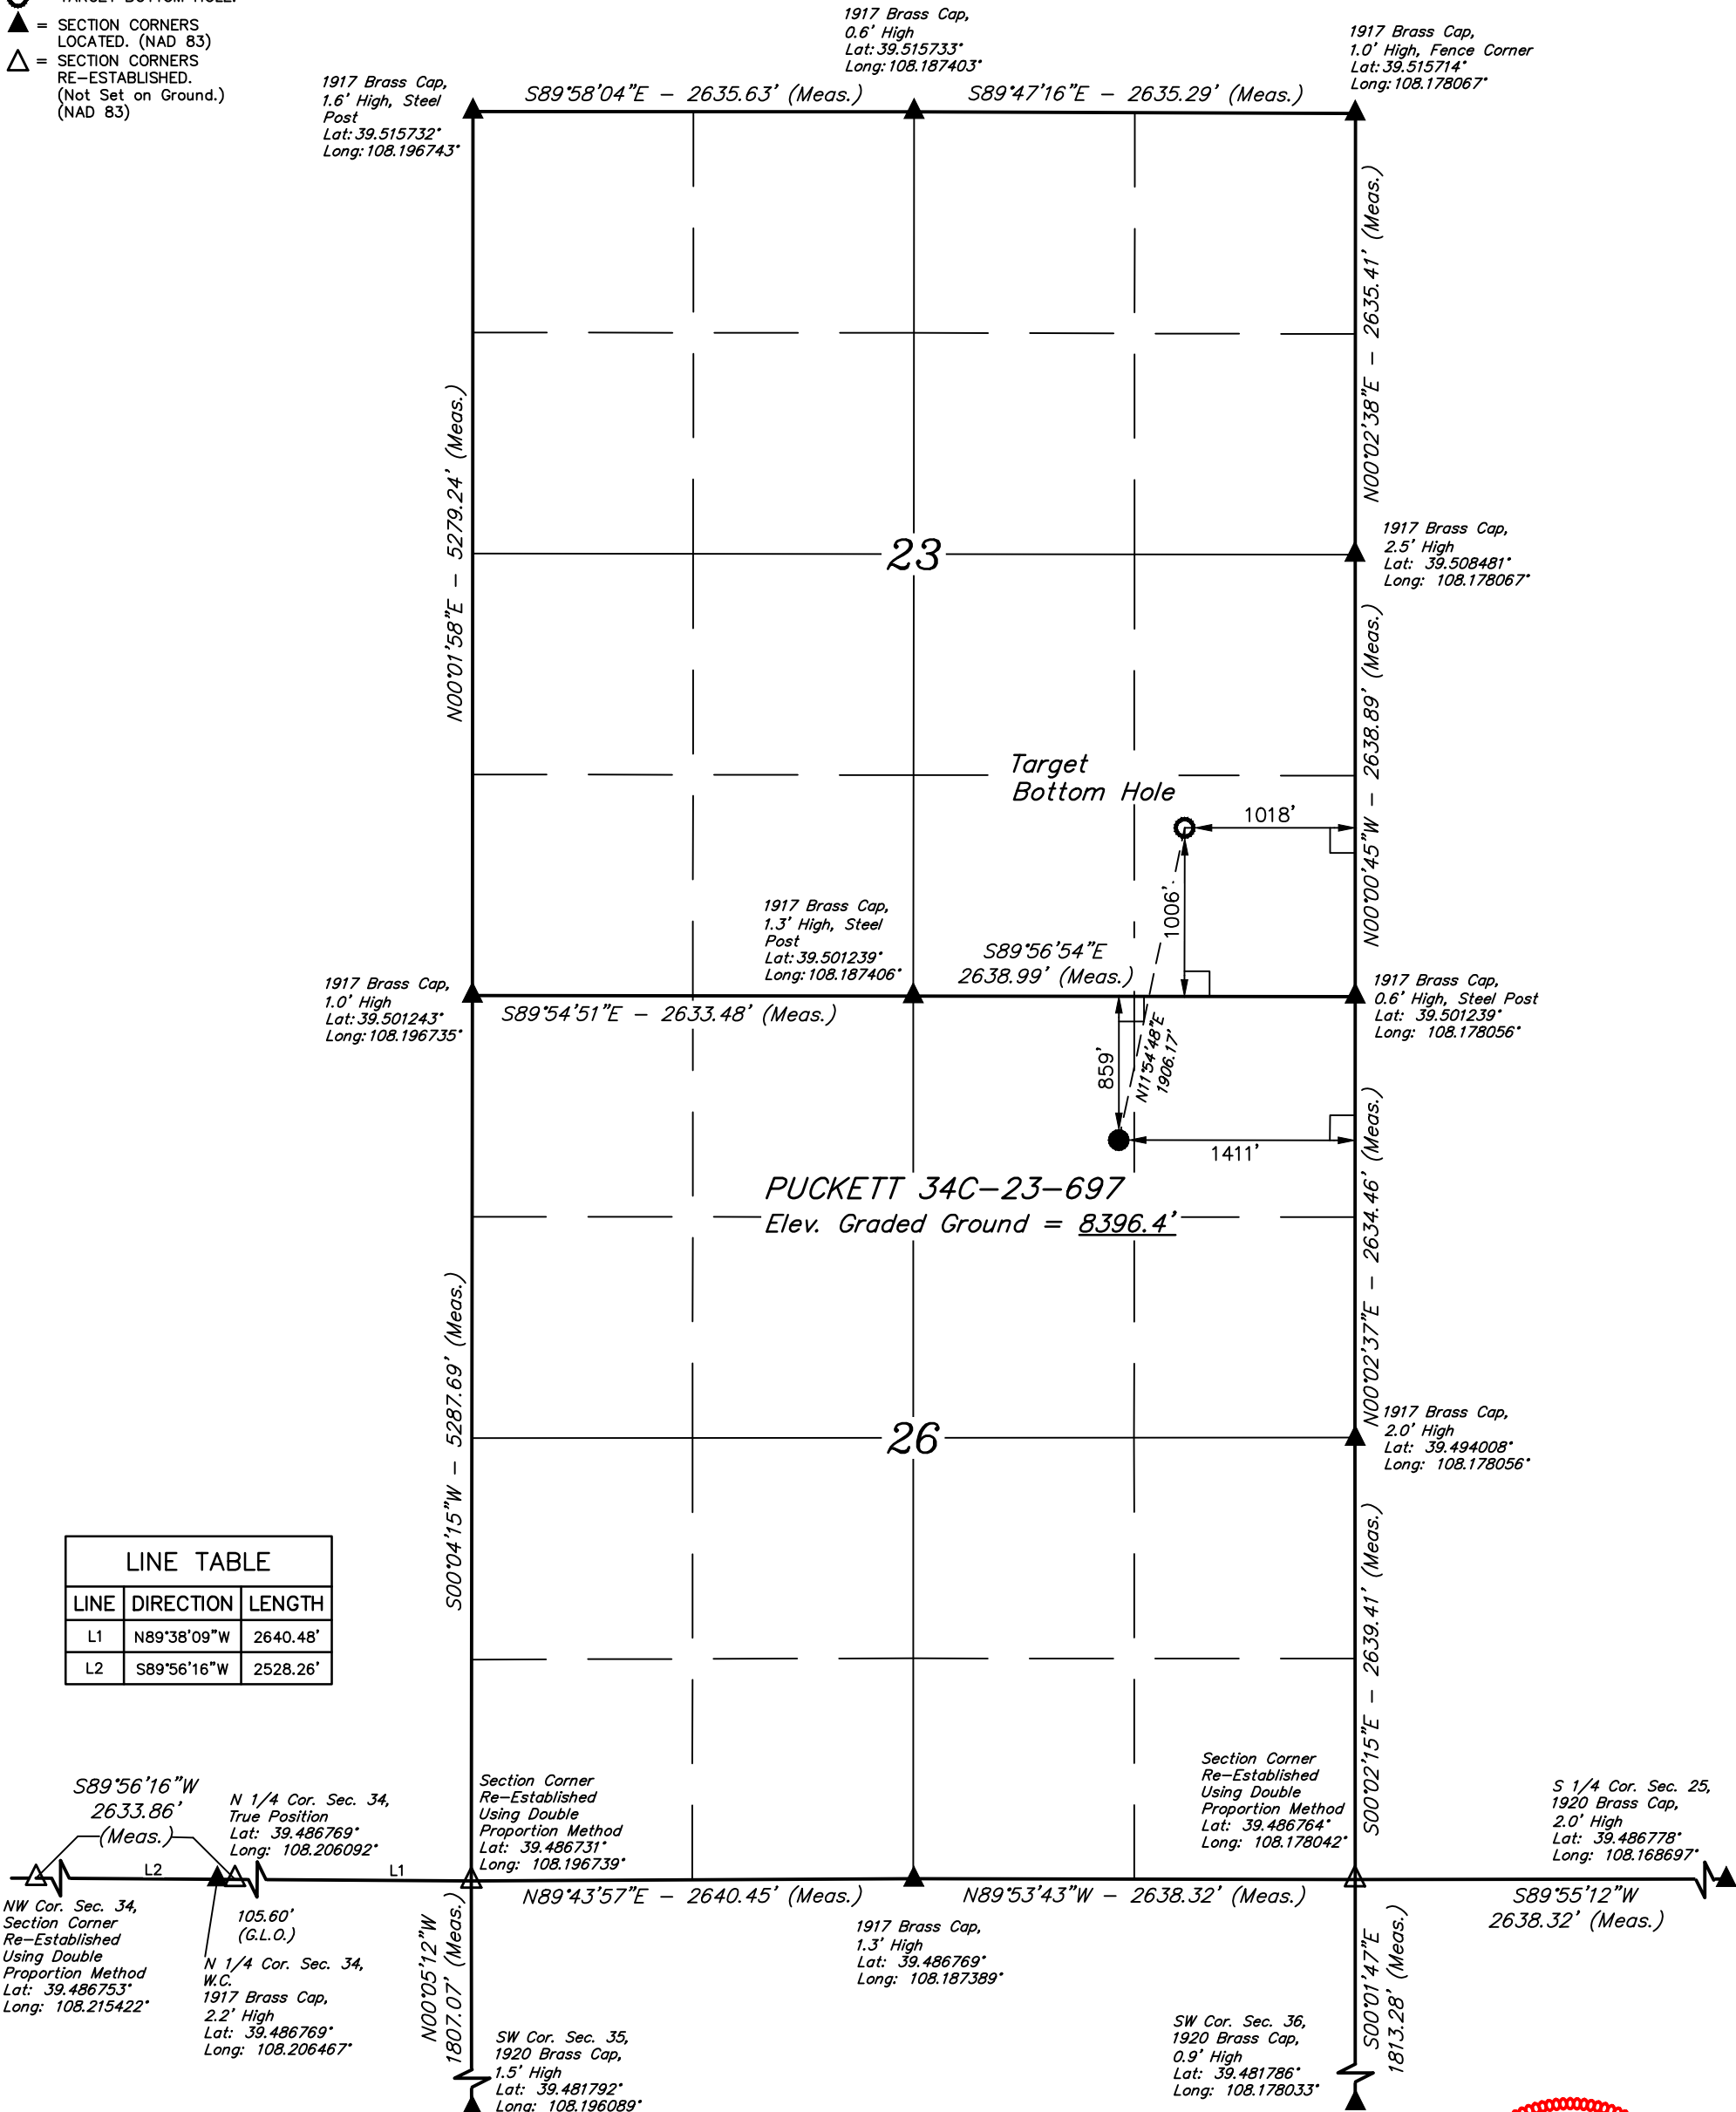 = SECTION CORNERS
LOCATED. (NAD 83)
= SECTION CORNERS
RE-ESTABLISHED.
(Not Set on Ground.)
(NAD 83)
1917 Brass Cap,
1.6' High, Steel
Post
Lat: 39.515732°
Long: 108.196743°
S89°58'04"E - 2635.63' (Meas.)
1917 Brass Cap,
0.6' High
Lat: 39.515733°
Long: 108.187403°
S89°47'16"E - 2635.29' (Meas.)
1917 Brass Cap,
1.0' High, Fence Corner
Lat: 39.515714°
Long: 108.178067°
N00°01'58"E - 5279.24' (Meas.)
N00°02'38"E - 2635.41' (Meas.)
23
1917 Brass Cap,
2.5' High
Lat: 39.508481°
Long: 108.178067°
N00°00'45"W - 2638.89' (Meas.)
Target
Bottom Hole
1018'
1006'
1917 Brass Cap,
1.3' High, Steel
Post
Lat: 39.501239°
Long: 108.187406°
S89°56'54"E
2638.99' (Meas.)
1917 Brass Cap,
1.0' High
Lat: 39.501243°
Long: 108.196735°
S89°54'51"E - 2633.48' (Meas.)
1917 Brass Cap,
0.6' High, Steel Post
Lat: 39.501239°
Long: 108.178056°
859'
N11°54'48"E
1906.17'
1411'
PUCKETT 34C-23-697
Elev. Graded Ground = 8396.4'
N00°02'37"E - 2634.46' (Meas.)
S00°04'15"W - 5287.69' (Meas.)
26
1917 Brass Cap,
2.0' High
Lat: 39.494008°
Long: 108.178056°
S00°02'15"E - 2639.41' (Meas.)
LINE TABLE
LINE DIRECTION LENGTH
L1 N89°38'09"W 2640.48'
L2 S89°56'16"W 2528.26'
S89°56'16"W
2633.86'
(Meas.)
N 1/4 Cor. Sec. 34,
True Position
Lat: 39.486769°
Long: 108.206092°
Section Corner
Re-Established
Using Double
Proportion Method
Lat: 39.486731°
Long: 108.196739°
Section Corner
Re-Established
Using Double
Proportion Method
Lat: 39.486764°
Long: 108.178042°
S 1/4 Cor. Sec. 25,
1920 Brass Cap,
2.0' High
Lat: 39.486778°
Long: 108.168697°
L2
L1
NW Cor. Sec. 34,
Section Corner
Re-Established
Using Double
Proportion Method
Lat: 39.486753°
Long: 108.215422°
105.60'
(G.L.O.)
N 1/4 Cor. Sec. 34,
W.C.
1917 Brass Cap,
2.2' High
Lat: 39.486769°
Long: 108.206467°
N89°43'57"E - 2640.45' (Meas.)
N89°53'43"W - 2638.32' (Meas.)
S89°55'12"W
2638.32' (Meas.)
1917 Brass Cap,
1.3' High
Lat: 39.486769°
Long: 108.187389°
N00°05'12"W
1807.07' (Meas.)
S00°01'47"E
1813.28' (Meas.)
SW Cor. Sec. 35,
1920 Brass Cap,
1.5' High
Lat: 39.481792°
Long: 108.196089°
SW Cor. Sec. 36,
1920 Brass Cap,
0.9' High
Lat: 39.481786°
Long: 108.178033°